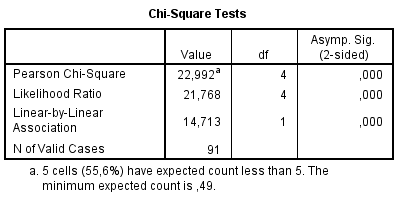 Chi-Square Tests
Value df Asymp. Sig. (2-sided)
Pearson Chi-Square 22,992a 4 ,000
Likelihood Ratio 21,768 4 ,000
Linear-by-Linear Association 14,713 1 ,000
N of Valid Cases 91
a. 5 cells (55,6%) have expected count less than 5. The
minimum expected count is ,49.